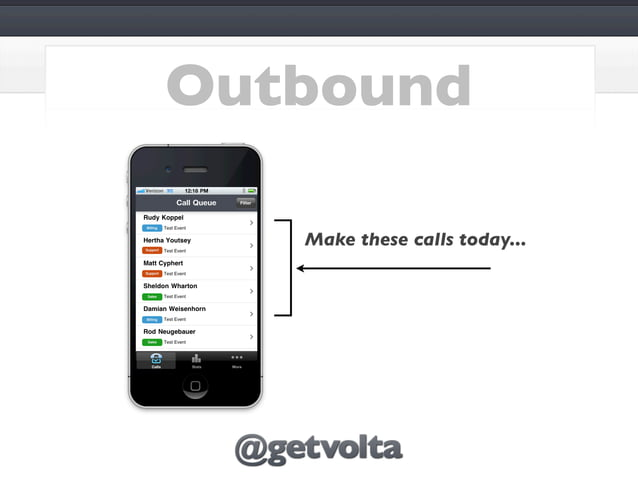 Outbound
Verizon 3G 12:18 PM
Call Queue Filter
Rudy Koppel
Billing Test Event
Hertha Youtsey
Support Test Event
Matt Cyphert
Support Test Event
Sheldon Wharton
Sales Test Event
Damian Weisenhorn
Billing Test Event
Rod Neugebauer
Sales Test Event
Calls Stats More
Make these calls today...
@getvolta